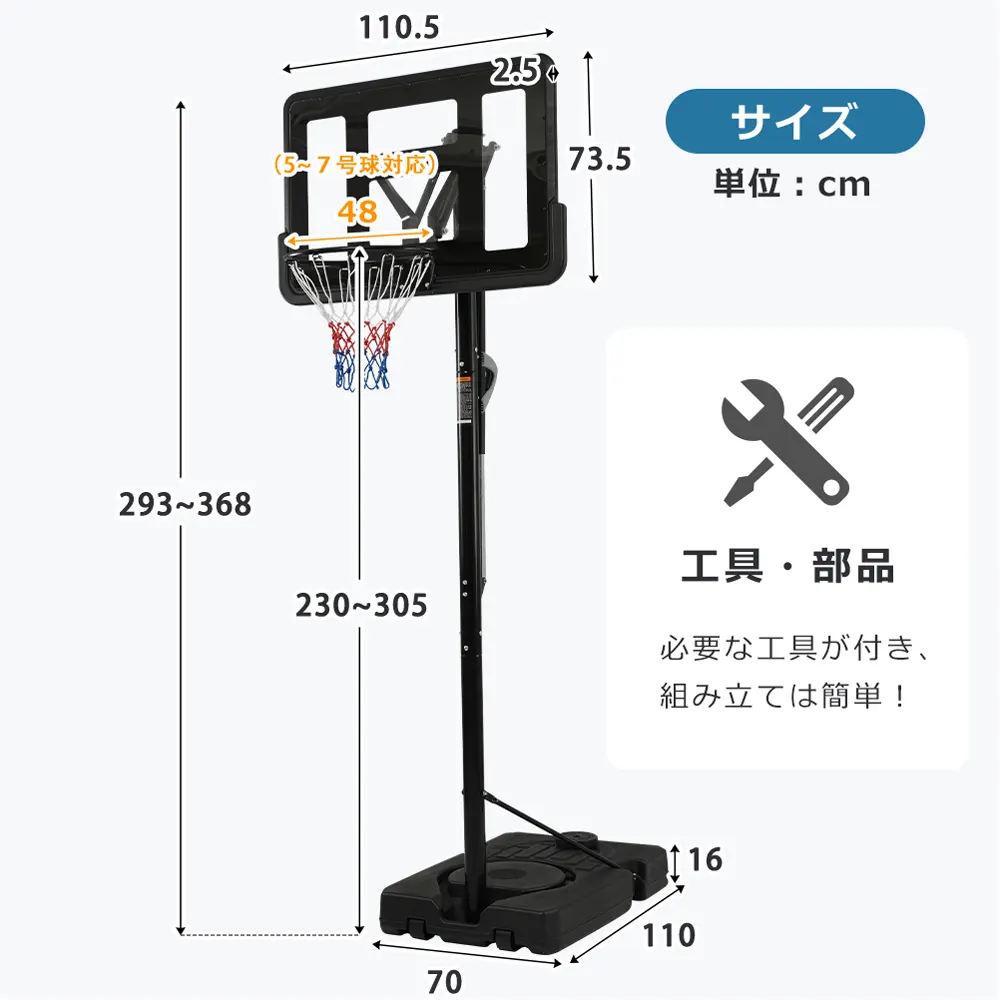 110.5
2.5
サイズ
単位：cm
73.5
（5~７号球対応）
48
293~368
230~305
工具・部品
必要な工具が付き、
組み立ては簡単！
16
110
70